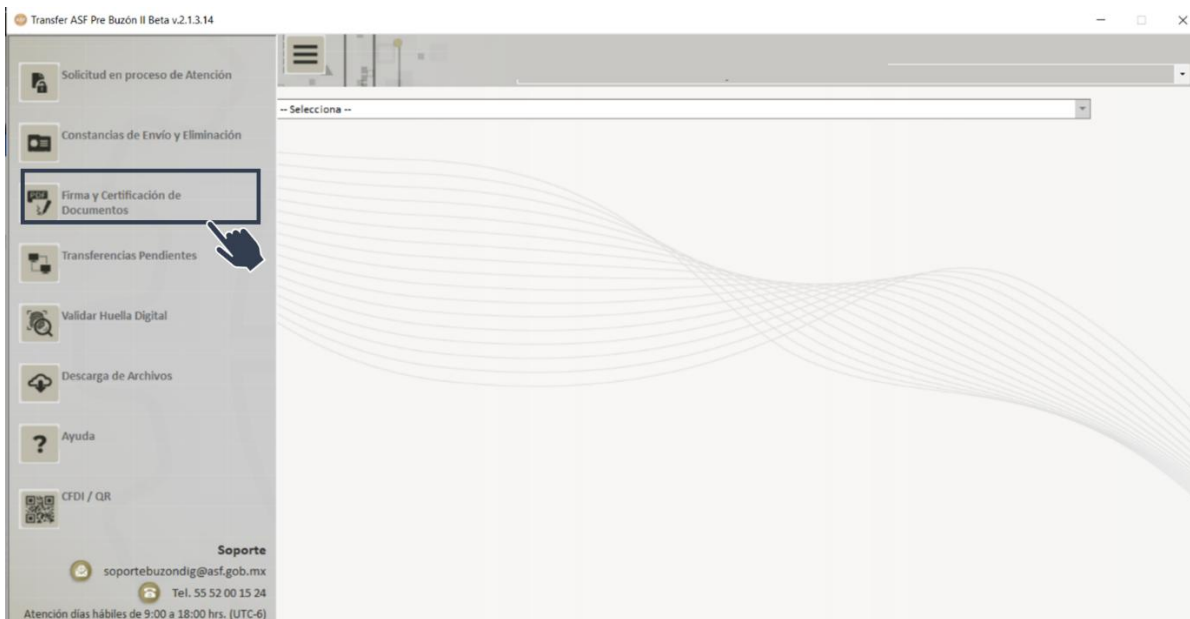 Transfer ASF Pre Buzón II Beta v.2.1.3.14
Solicitud en proceso de Atención
-- Selecciona --
Constancias de Envío y Eliminación
PDF
Firma y Certificación de
Documentos
Transferencias Pendientes
Validar Huella Digital
Descarga de Archivos
?
Ayuda
CFDI / QR
Soporte
soportebuzondig@asf.gob.mx
Tel. 55 52 00 15 24
Atención días hábiles de 9:00 a 18:00 hrs. (UTC-6)